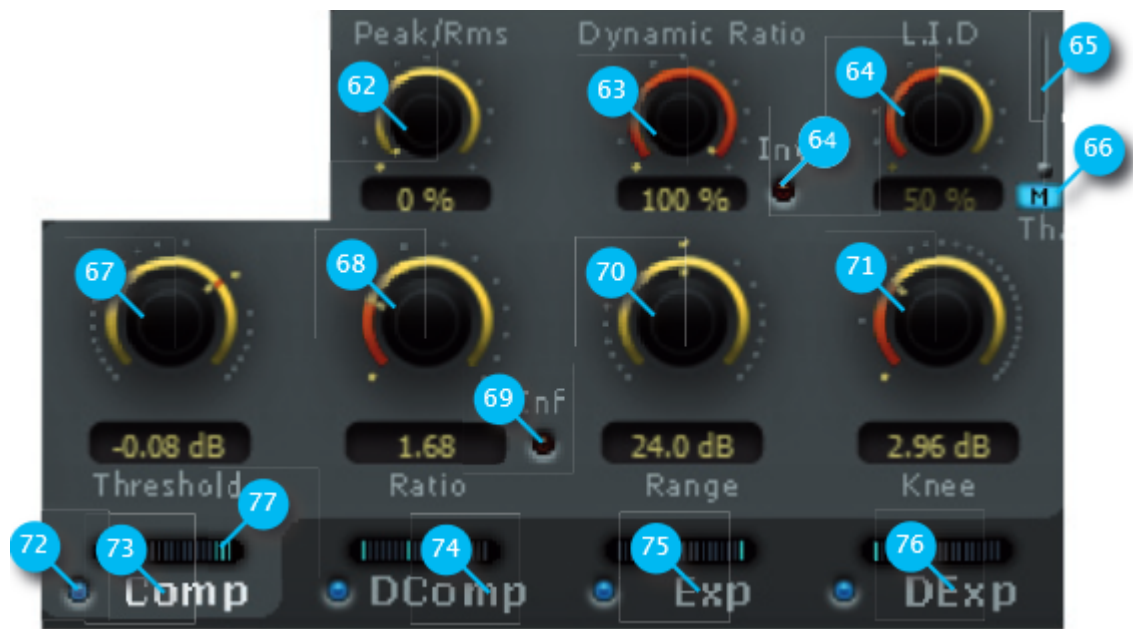 Peak/Rms Dynamic Ratio L.I.D
62 63 64 65
64 66
0 % 100 % 50 % M
Th.
67 68 70 71
69
-0.08 dB 1.68 24.0 dB 2.96 dB
Threshold Ratio Range Knee
77
72 73 74 75 76
Comp DComp Exp DExp